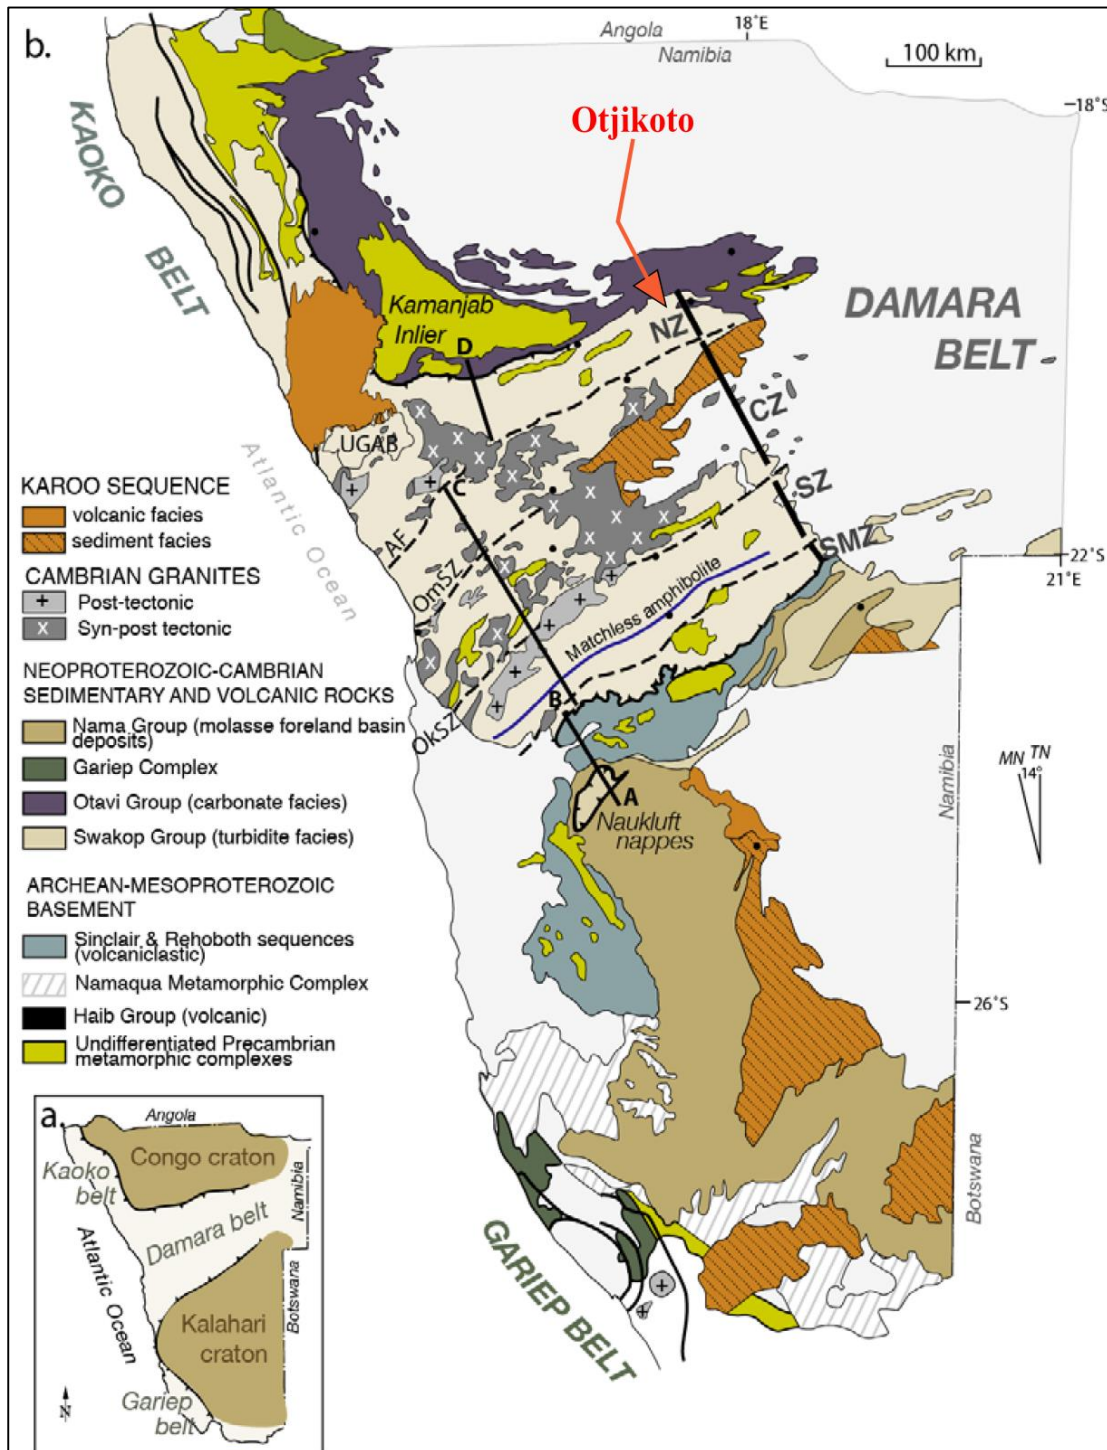 b.
Angola
Namibia
18°E
100 km
18°S
Otjikoto
KAOKO
BELT
Kamanjab
Inlier
D
NZ
DAMARA
BELT
CZ
UGAB
C
SZ
AF
SMZ
22°S
21°E
OmSZ
Matchless amphibolite
B
OkSZ
Atlantic Ocean
A
Naukluft
nappes
Namibia
MN TN
14°
26°S
Botswana
GARIEP BELT
KAROO SEQUENCE
volcanic facies
sediment facies
CAMBRIAN GRANITES
+ Post-tectonic
x Syn-post tectonic
NEOPROTEROZOIC-CAMBRIAN
SEDIMENTARY AND VOLCANIC ROCKS
Nama Group (molasse foreland basin
deposits)
Gariep Complex
Otavi Group (carbonate facies)
Swakop Group (turbidite facies)
ARCHEAN-MESOPROTEROZOIC
BASEMENT
Sinclair & Rehoboth sequences
(volcaniclastic)
Namaqua Metamorphic Complex
Haib Group (volcanic)
Undifferentiated Precambrian
metamorphic complexes
a.
Angola
Congo craton
Kaoko
belt
Namibia
Damara belt
Atlantic Ocean
Botswana
Kalahari
craton
Gariep
belt
N